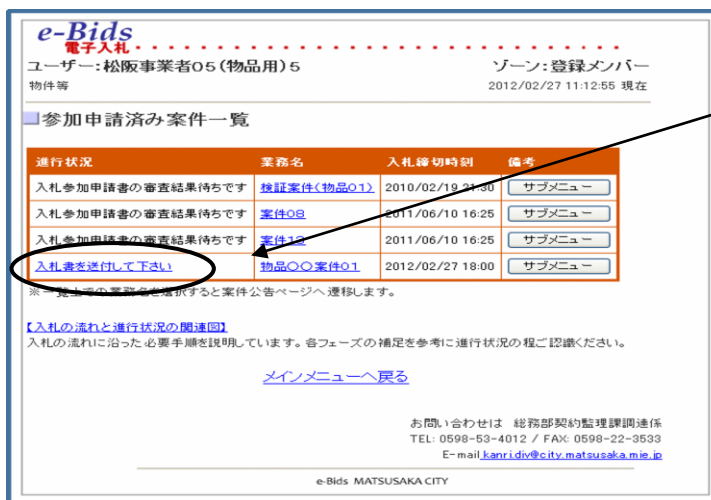 e-Bids
電子入札
ユーザー:松阪事業者05(物品用)5 ゾーン:登録メンバー
物件等 2012/02/27 11:12:55 現在
参加申請済み案件一覧
進行状況 業務名 入札締切時刻 備考
入札参加申請書の審査結果待ちです 検証案件(物品01) 2010/02/19 21:30 サブメニュー
入札参加申請書の審査結果待ちです 案件08 2011/06/10 16:25 サブメニュー
入札参加申請書の審査結果待ちです 案件13 2011/06/10 16:25 サブメニュー
入札書を送付して下さい 物品〇〇案件01 2012/02/27 18:00 サブメニュー
※一覧上での業務名を選択すると案件公告ページへ遷移します。
【入札の流れと進行状況の関連図】
入札の流れに沿った必要手順を説明しています。各フェーズの補足を参考に進行状況の程ご認識ください。
メインメニューへ戻る
お問い合わせは 総務部契約監理課調達係
TEL: 0598-53-4012 / FAX: 0598-22-3533
E-mail kanri.div@city.matsusaka.mie.jp
e-Bids MATSUSAKA CITY